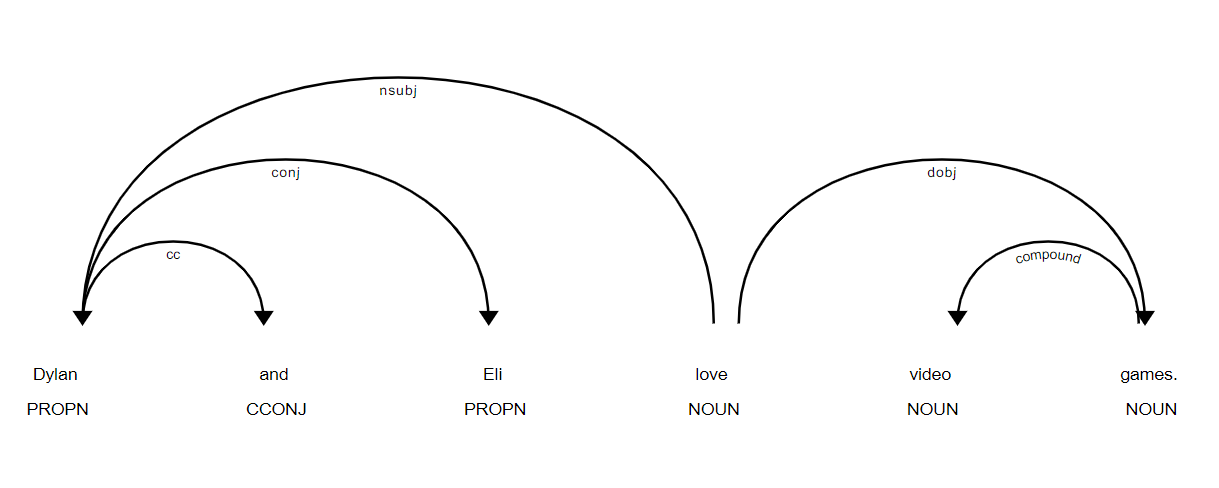 nsubj
conj
dobj
cc
compound
Dylan and Eli love video games.
PROPN CCONJ PROPN NOUN NOUN NOUN